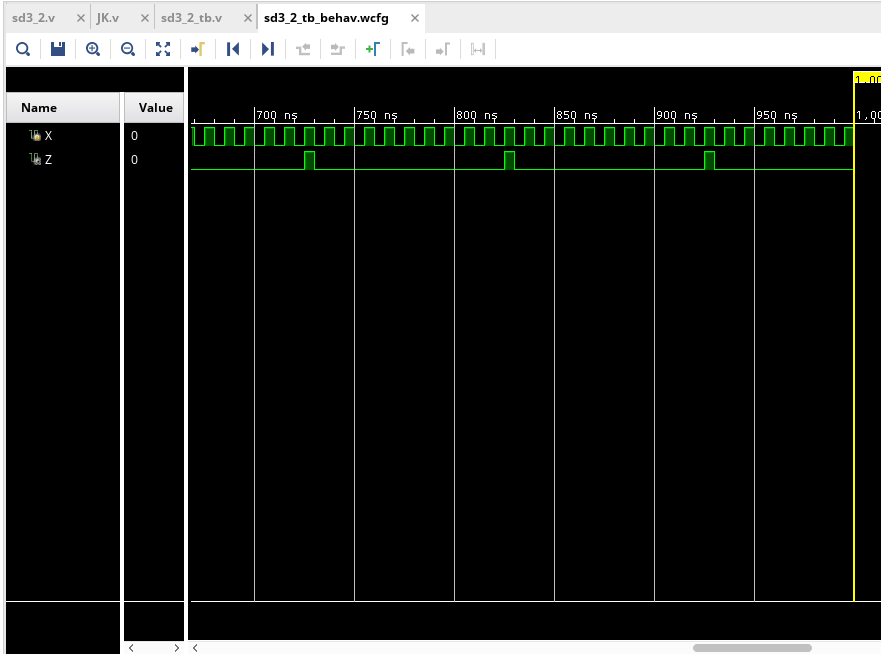 sd3_2.v JK.v sd3_2_tb.v sd3_2_tb_behav.wcfg
Name Value
700 ns 750 ns 800 ns 850 ns 900 ns 950 ns
X 0
Z 0